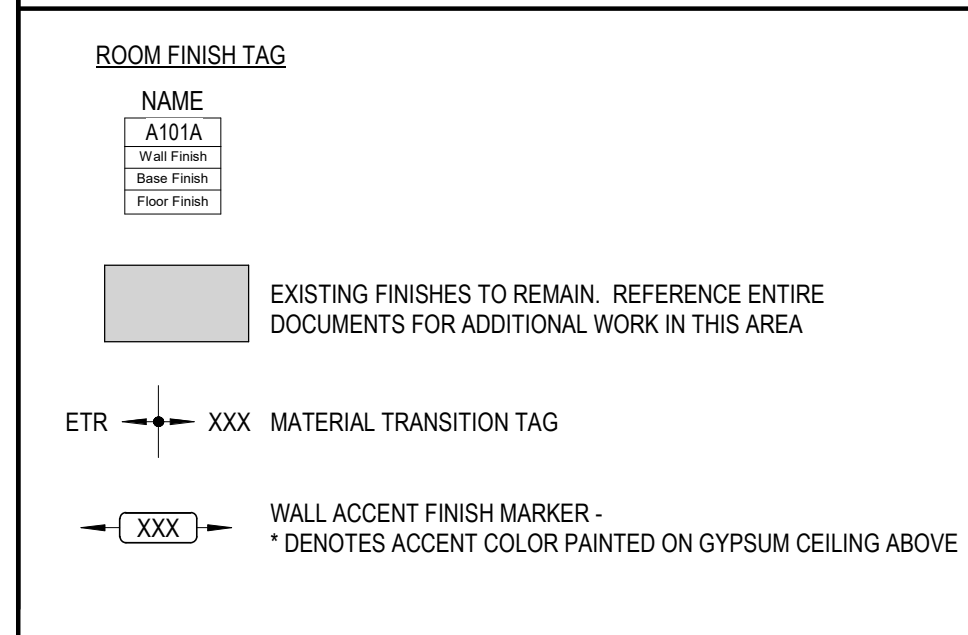 ROOM FINISH TAG
NAME
A101A
Wall Finish
Base Finish
Floor Finish
EXISTING FINISHES TO REMAIN. REFERENCE ENTIRE
DOCUMENTS FOR ADDITIONAL WORK IN THIS AREA
ETR XXX MATERIAL TRANSITION TAG
XXX
WALL ACCENT FINISH MARKER -
* DENOTES ACCENT COLOR PAINTED ON GYPSUM CEILING ABOVE